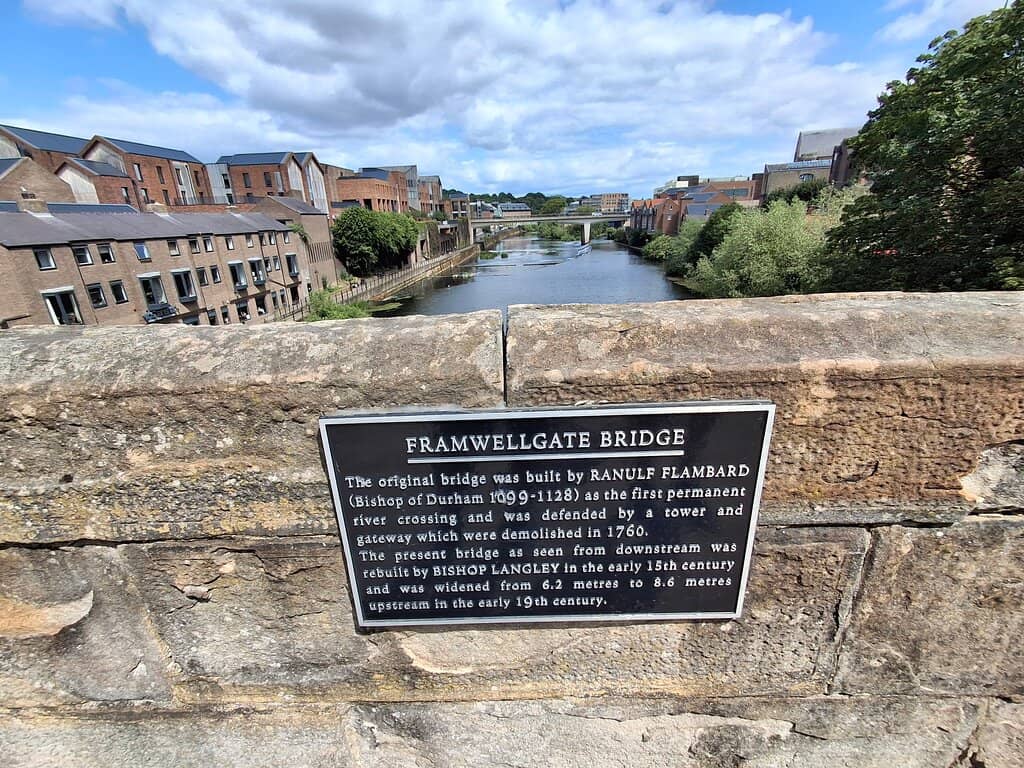 FRAMWELLGATE BRIDGE
The original bridge was built by RANULF FLAMBARD
(Bishop of Durham 1099-1128) as the first permanent
river crossing and was defended by a tower and
gateway which were demolished in 1760.
The present bridge as seen from downstream was
rebuilt by BISHOP LANGLEY in the early 15th century
and was widened from 6.2 metres to 8.6 metres
upstream in the early 19th century.